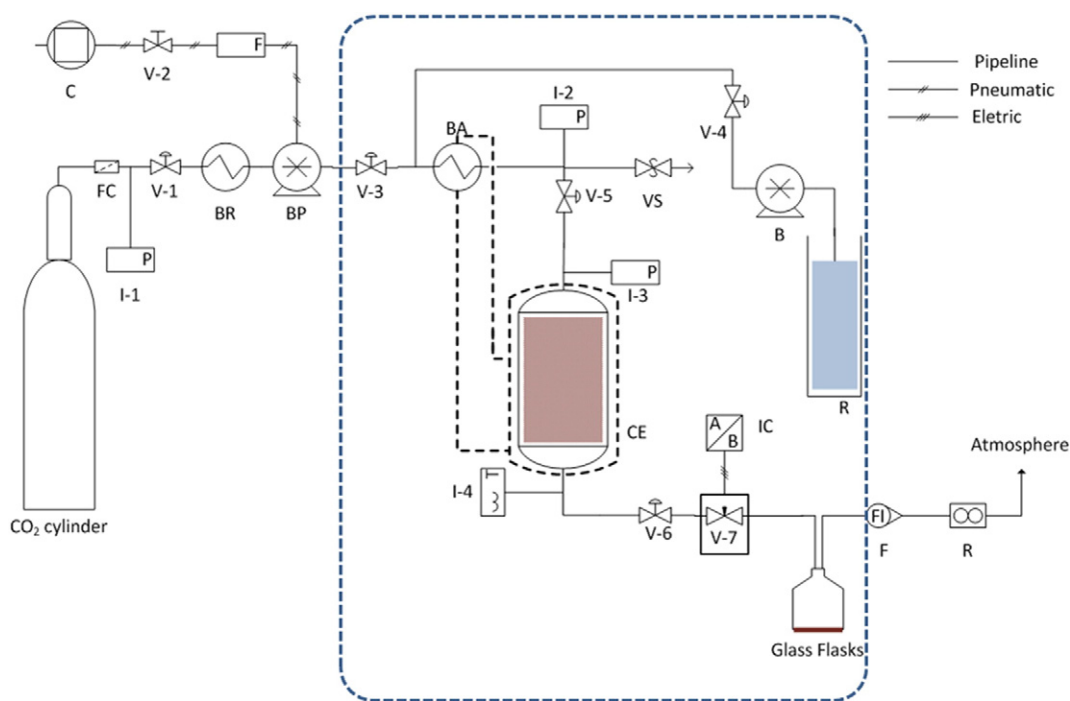 C
V-2
F
Pipeline
Pneumatic
Eletric
I-2
P
V-4
BA
FC
V-1
BR
BP
V-3
V-5
VS
B
P
I-1
P
I-3
R
CE
A
B
IC
I-4
T
V-6
V-7
Atmosphere
FI
F
R
CO₂ cylinder
Glass Flasks